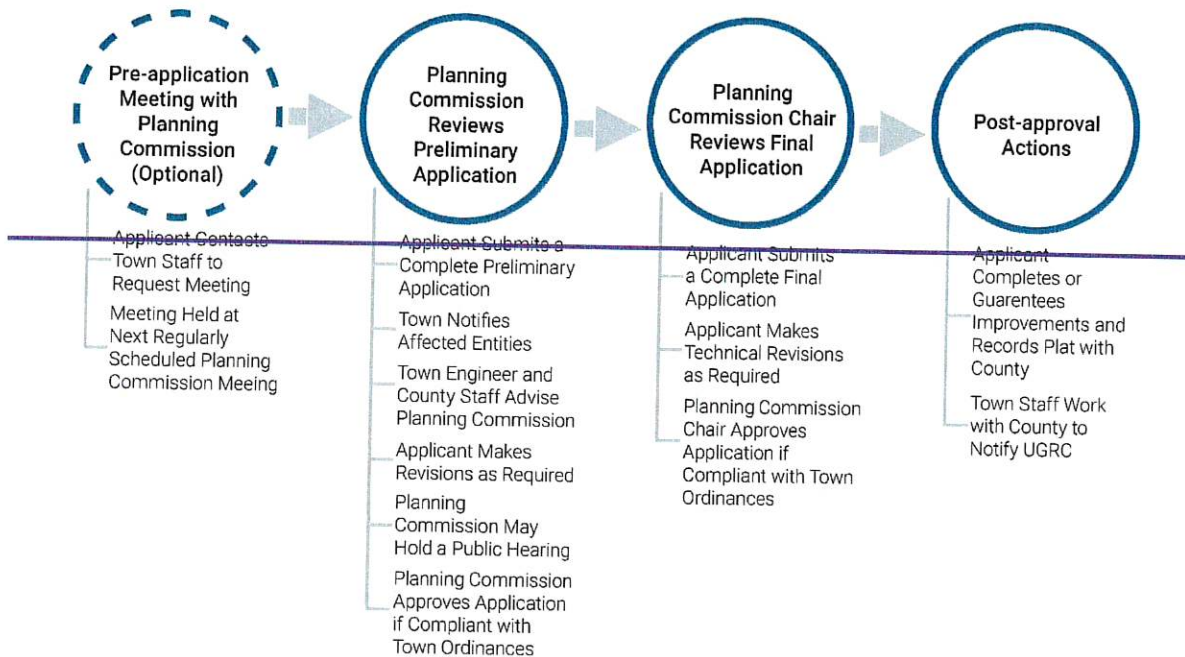 Pre-application
Meeting with
Planning
Commission
(Optional)
Applicant Contacts
Town Staff to
Request Meeting
Meeting Held at
Next Regularly
Scheduled Planning
Commission Meeing
Planning
Commission
Reviews
Preliminary
Application
Applicant Submits a
Complete Preliminary
Application
Town Notifies
Affected Entities
Town Engineer and
County Staff Advise
Planning Commission
Applicant Makes
Revisions as Required
Planning
Commission May
Hold a Public Hearing
Planning Commission
Approves Application
if Compliant with
Town Ordinances
Planning
Commission Chair
Reviews Final
Application
Applicant Submits
a Complete Final
Application
Applicant Makes
Technical Revisions
as Required
Planning Commission
Chair Approves
Application if
Compliant with Town
Ordinances
Post-approval
Actions
Applicant
Completes or
Guarentees
Improvements and
Records Plat with
County
Town Staff Work
with County to
Notify UGRC